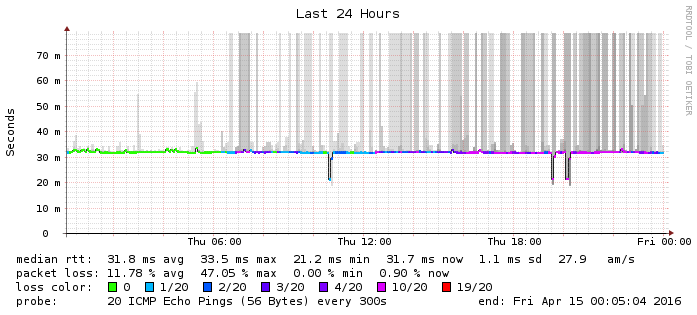 Last 24 Hours
RRDTOOL / TOBI OETIKER
Seconds
70 m
60 m
50 m
40 m
30 m
20 m
10 m
0
Thu 06:00 Thu 12:00 Thu 18:00 Fri 00:00
median rtt: 31.8 ms avg 33.5 ms max 21.2 ms min 31.7 ms now 1.1 ms sd 27.9 am/s
packet loss: 11.78 % avg 47.05 % max 0.00 % min 0.90 % now
loss color: 0 1/20 2/20 3/20 4/20 10/20 19/20
probe: 20 ICMP Echo Pings (56 Bytes) every 300s end: Fri Apr 15 00:05:04 2016